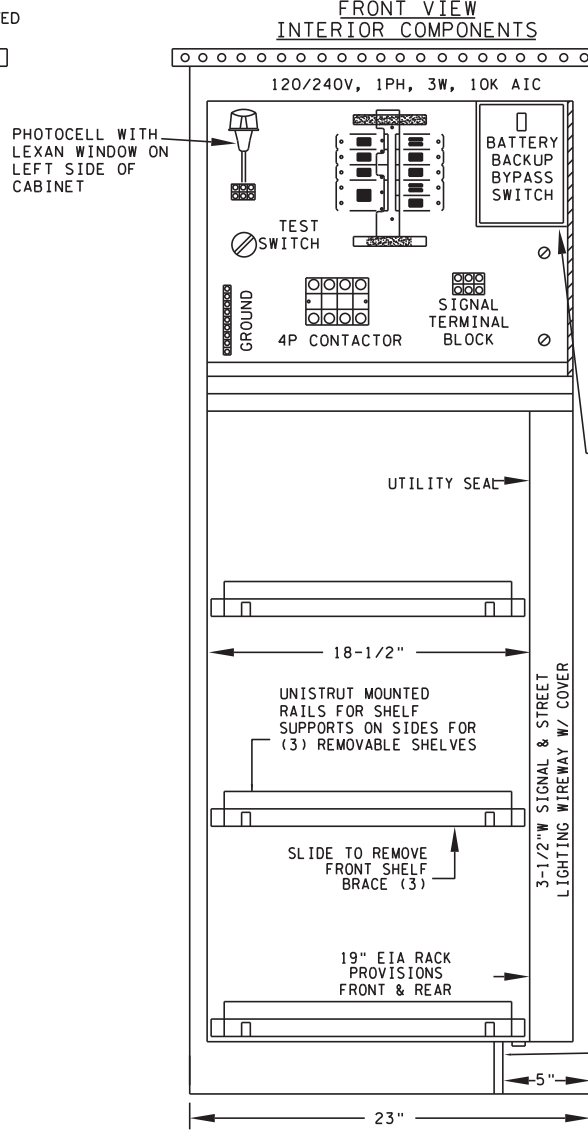 ED
FRONT VIEW
INTERIOR COMPONENTS
120/240V, 1PH, 3W, 10K AIC
PHOTOCELL WITH
LEXAN WINDOW ON
LEFT SIDE OF
CABINET
BATTERY
BACKUP
BYPASS
SWITCH
TEST
SWITCH
GROUND
4P CONTACTOR
SIGNAL
TERMINAL
BLOCK
UTILITY SEAL
18-1/2"
UNISTRUT MOUNTED
RAILS FOR SHELF
SUPPORTS ON SIDES FOR
(3) REMOVABLE SHELVES
3-1/2"W SIGNAL & STREET
LIGHTING WIREWAY W/ COVER
SLIDE TO REMOVE
FRONT SHELF
BRACE (3)
19" EIA RACK
PROVISIONS
FRONT & REAR
5"
23"